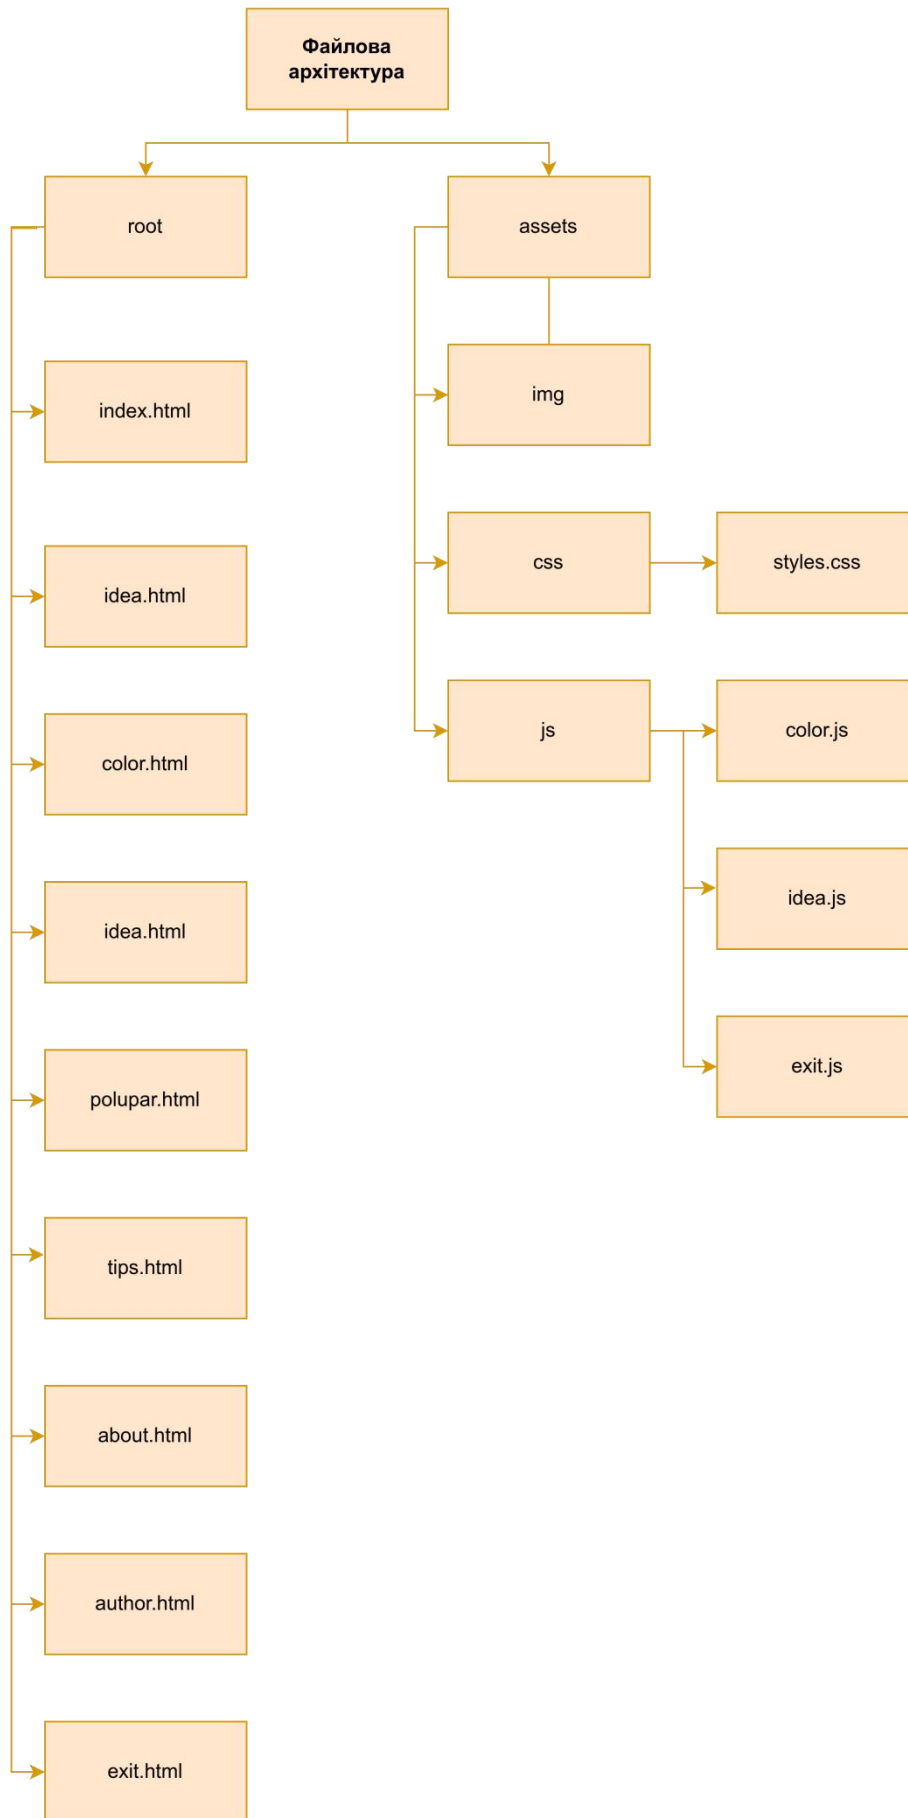 Файлова
архітектура
root
assets
index.html
img
idea.html
css
styles.css
color.html
js
color.js
idea.html
idea.js
polupar.html
exit.js
tips.html
about.html
author.html
exit.html